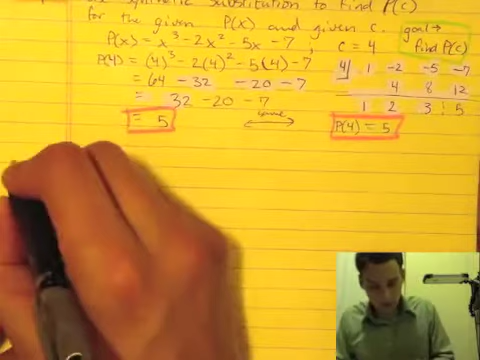 synthetic substitution to find P(c)
for the given P(x) and given c.
goal→
find P(c)
P(x) = x³ - 2x² - 5x - 7 ; c = 4
P(4) = (4)³ - 2(4)² - 5(4) - 7
= 64 - 32 - 20 - 7
= 32 - 20 - 7
= 5
4| 1 -2 -5 -7
4 8 12
1 2 3 5
P(4) = 5